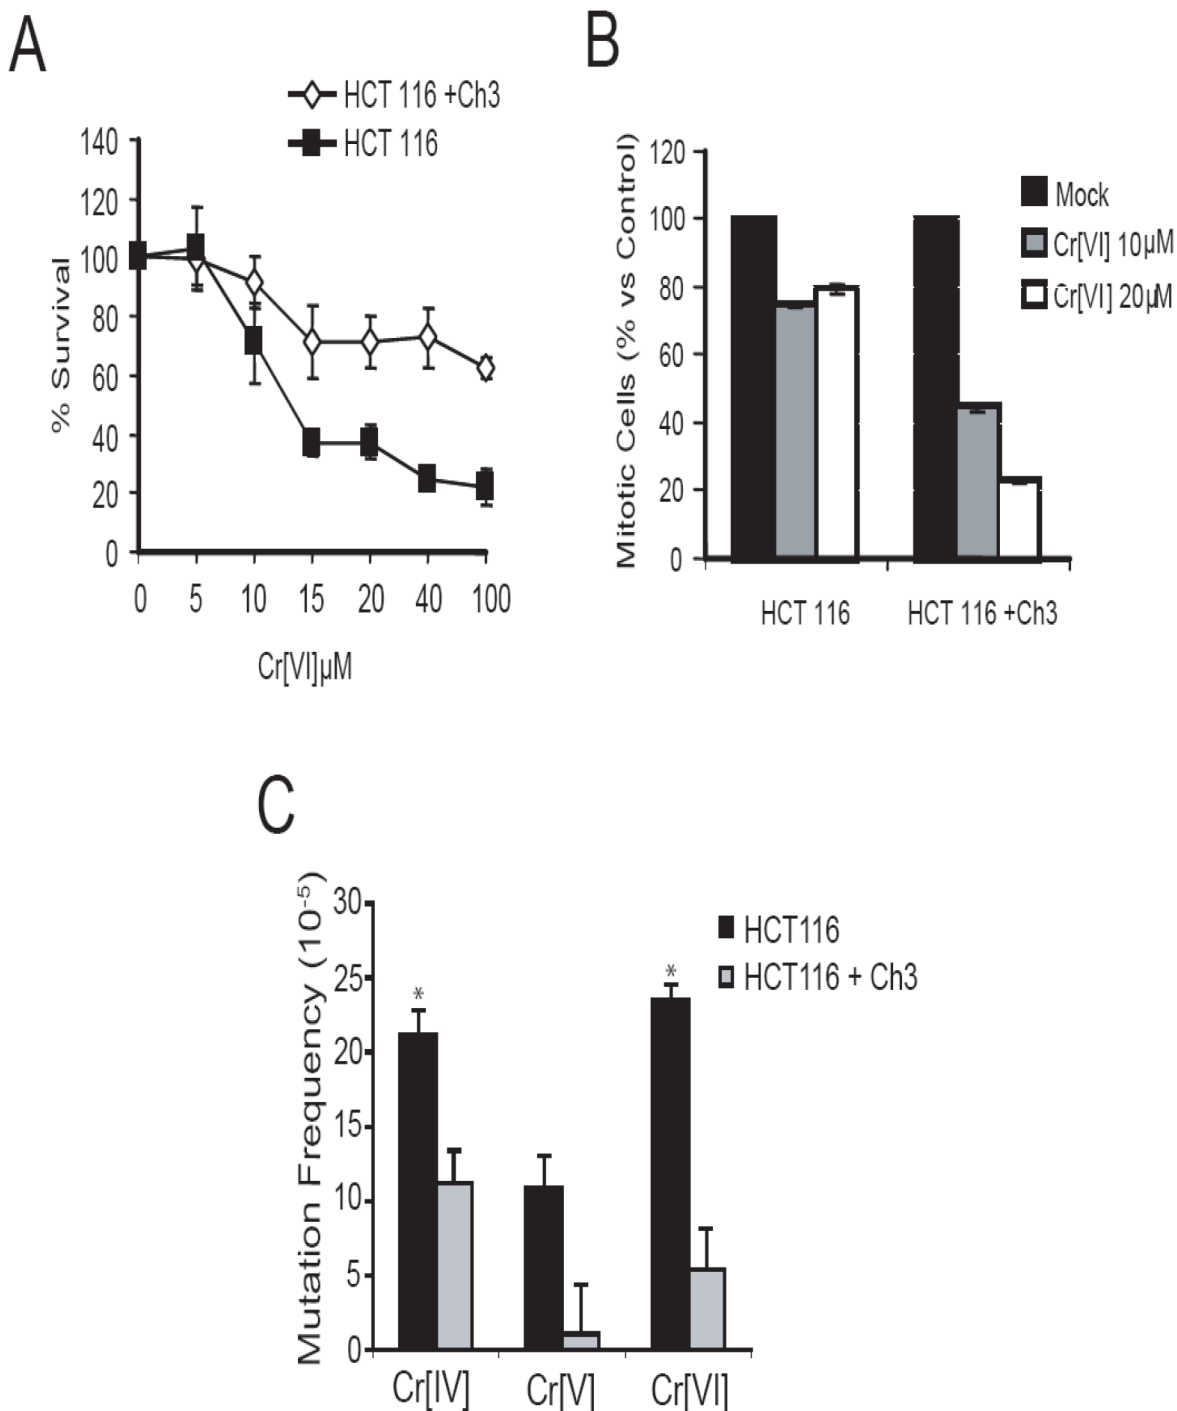 A
HCT 116 +Ch3
HCT 116
140
120
100
80
60
40
20
0
% Survival
0 5 10 15 20 40 100
Cr[VI]µM
B
Mock
Cr[VI] 10µM
Cr[VI] 20µM
120
100
80
60
40
20
0
Mitotic Cells (% vs Control)
HCT 116 HCT 116 +Ch3
C
HCT116
HCT116 + Ch3
30
25
20
15
10
5
0
Mutation Frequency (10⁻⁵)
*
*
Cr[IV] Cr[V] Cr[VI]